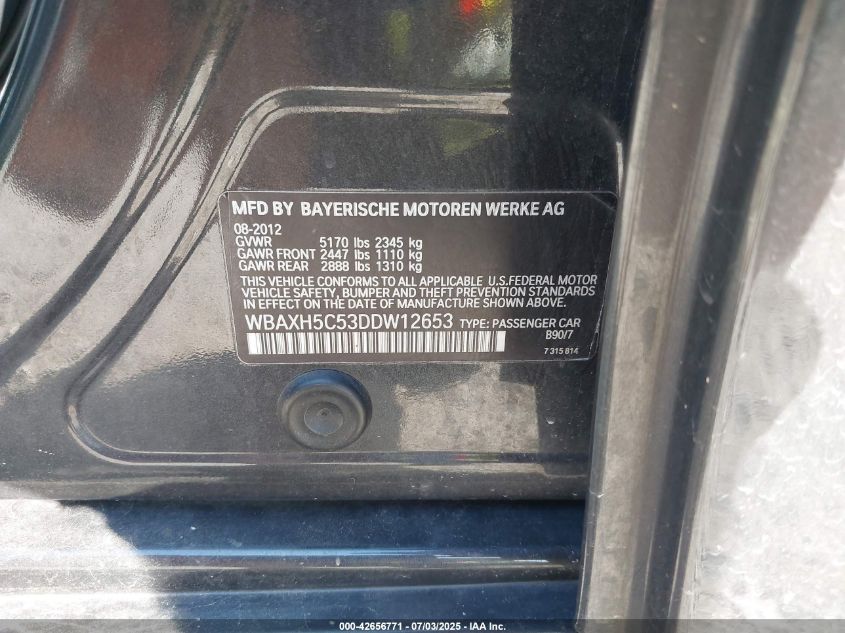 MFD BY BAYERISCHE MOTOREN WERKE AG
08-2012
GVWR 5170 lbs 2345 kg
GAWR FRONT 2447 lbs 1110 kg
GAWR REAR 2888 lbs 1310 kg
THIS VEHICLE CONFORMS TO ALL APPLICABLE U.S.FEDERAL MOTOR
VEHICLE SAFETY, BUMPER AND THEFT PREVENTION STANDARDS
IN EFFECT ON THE DATE OF MANUFACTURE SHOWN ABOVE.
WBAXH5C53DDW12653 TYPE: PASSENGER CAR
B90/7
7 315 814
000-42656771 - 07/03/2025 - IAA Inc.